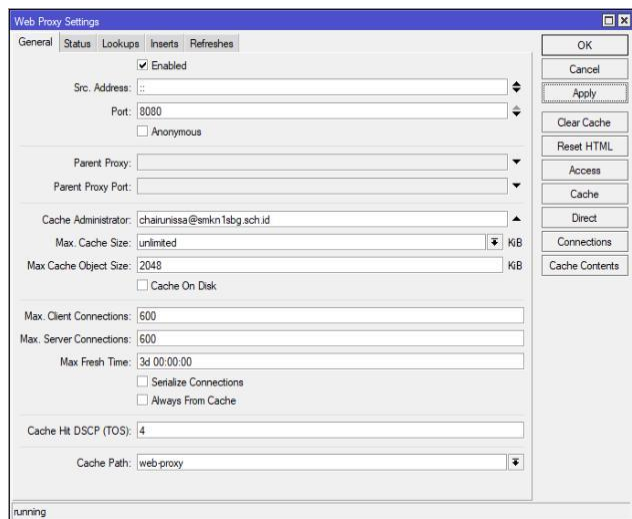 Web Proxy Settings
General Status Lookups Inserts Refreshes
Enabled
Src. Address: ::
Port: 8080
Anonymous
Parent Proxy:
Parent Proxy Port:
Cache Administrator: chairunissa@smkn1sbg.sch.id
Max. Cache Size: unlimited KiB
Max Cache Object Size: 2048 KiB
Cache On Disk
Max. Client Connections: 600
Max. Server Connections: 600
Max Fresh Time: 3d 00:00:00
Serialize Connections
Always From Cache
Cache Hit DSCP (TOS): 4
Cache Path: web-proxy
running
OK
Cancel
Apply
Clear Cache
Reset HTML
Access
Cache
Direct
Connections
Cache Contents